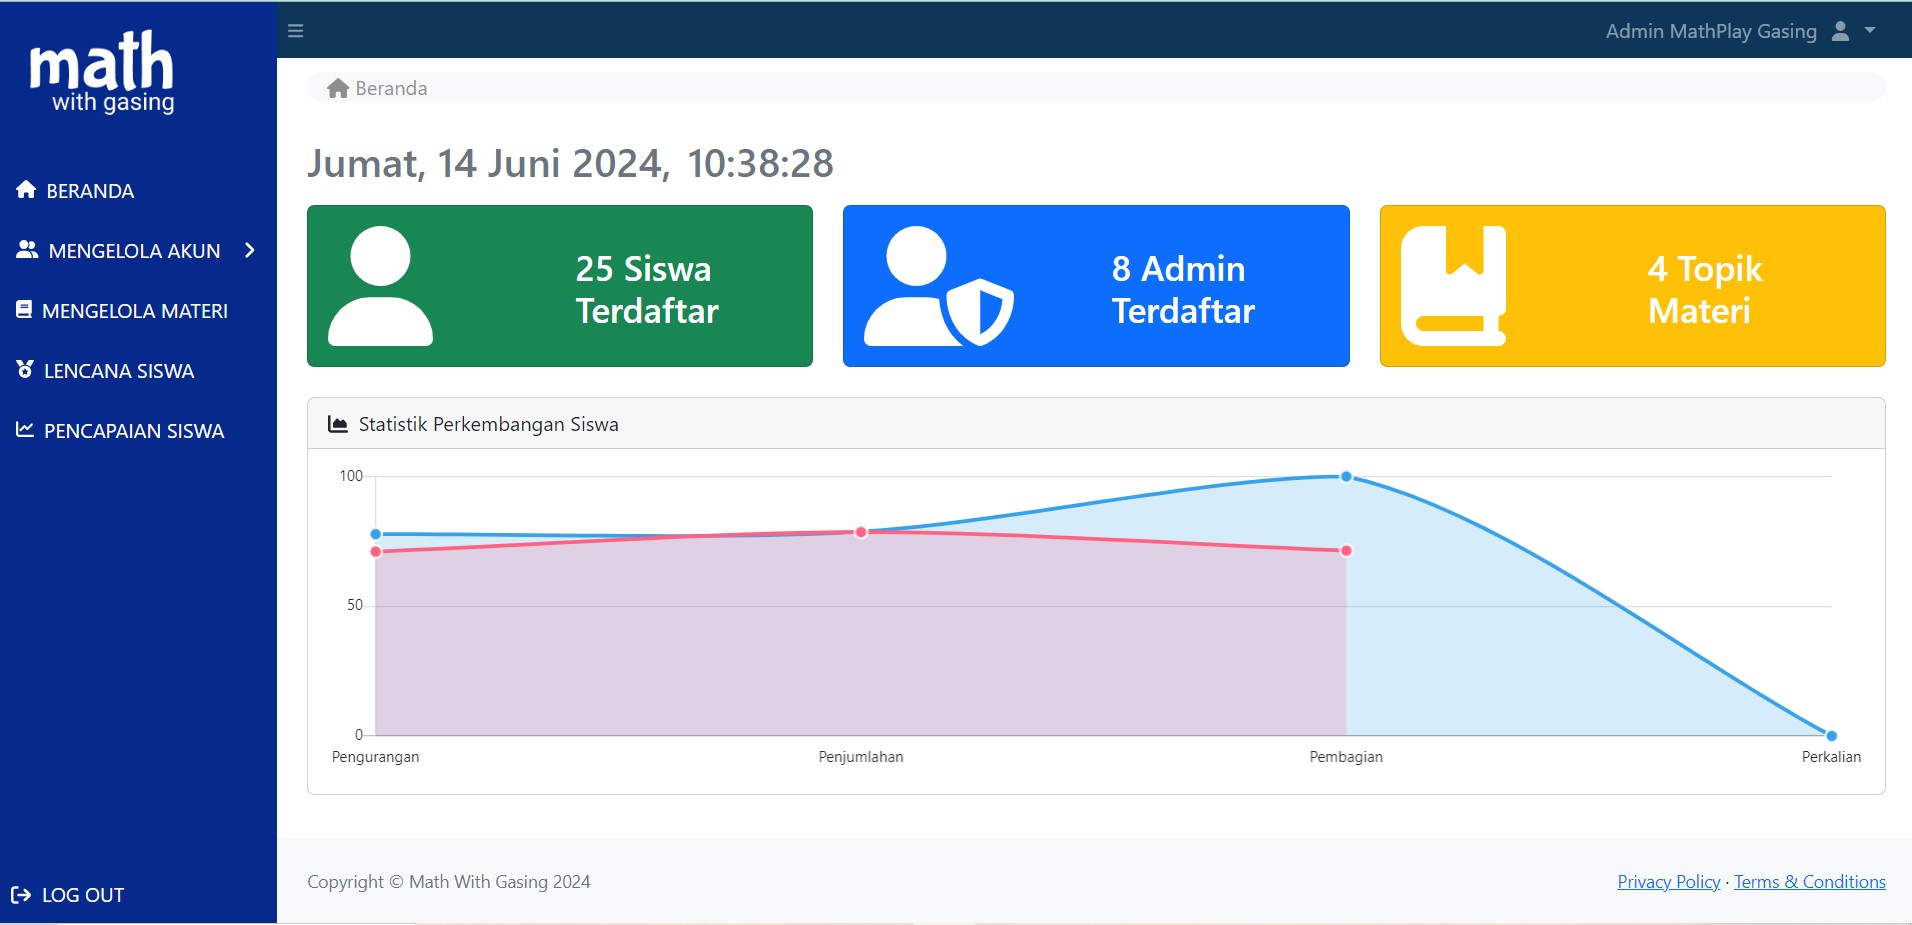 math
with gasing
Admin MathPlay Gasing
Beranda
BERANDA
MENGELOLA AKUN
MENGELOLA MATERI
LENCANA SISWA
PENCAPAIAN SISWA
LOG OUT
Jumat, 14 Juni 2024, 10:38:28
25 Siswa
Terdaftar
8 Admin
Terdaftar
4 Topik
Materi
Statistik Perkembangan Siswa
100
50
0
Pengurangan
Penjumlahan
Pembagian
Perkalian
Copyright © Math With Gasing 2024
Privacy Policy · Terms & Conditions